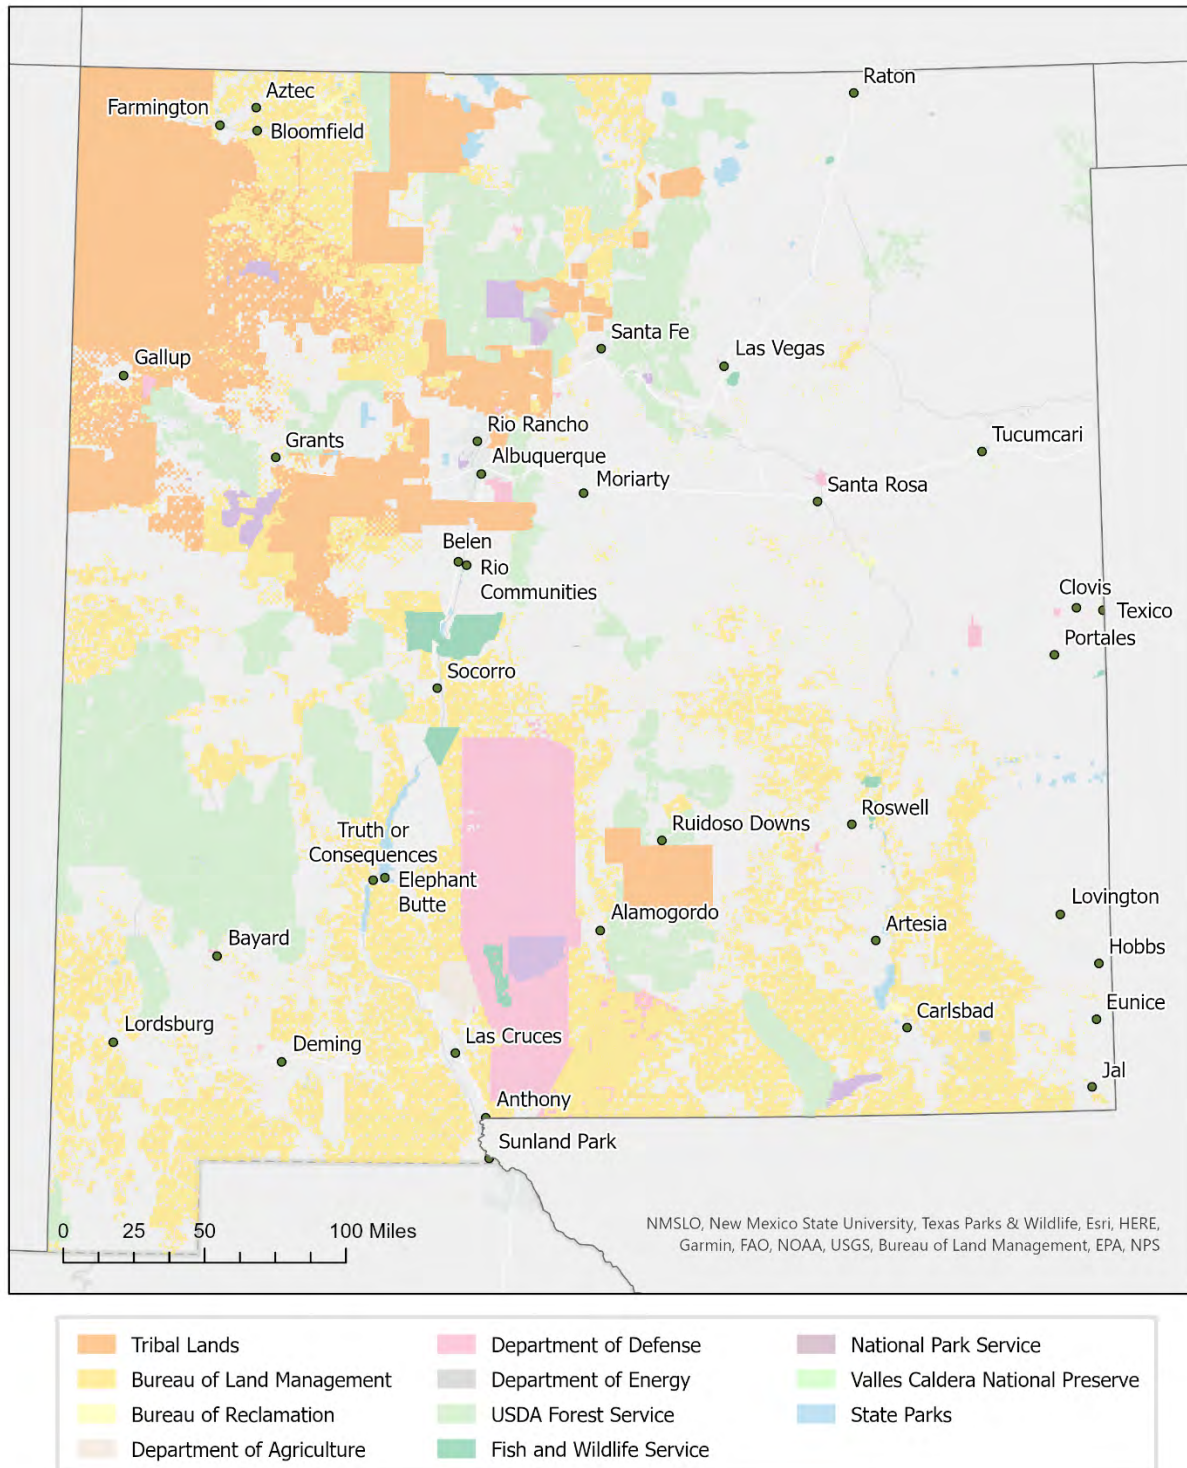 Raton
Aztec
Farmington
Bloomfield
Santa Fe
Las Vegas
Gallup
Rio Rancho
Tucumcari
Grants
Albuquerque
Moriarty
Santa Rosa
Belen
Rio
Communities
Clovis
Texico
Portales
Socorro
Roswell
Ruidoso Downs
Truth or
Consequences
Elephant
Butte
Lovington
Alamogordo
Artesia
Bayard
Hobbs
Eunice
Carlsbad
Lordsburg
Las Cruces
Deming
Jal
Anthony
Sunland Park
0 25 50 100 Miles
NMSLO, New Mexico State University, Texas Parks & Wildlife, Esri, HERE,
Garmin, FAO, NOAA, USGS, Bureau of Land Management, EPA, NPS
Tribal Lands
Bureau of Land Management
Bureau of Reclamation
Department of Agriculture
Department of Defense
Department of Energy
USDA Forest Service
Fish and Wildlife Service
National Park Service
Valles Caldera National Preserve
State Parks